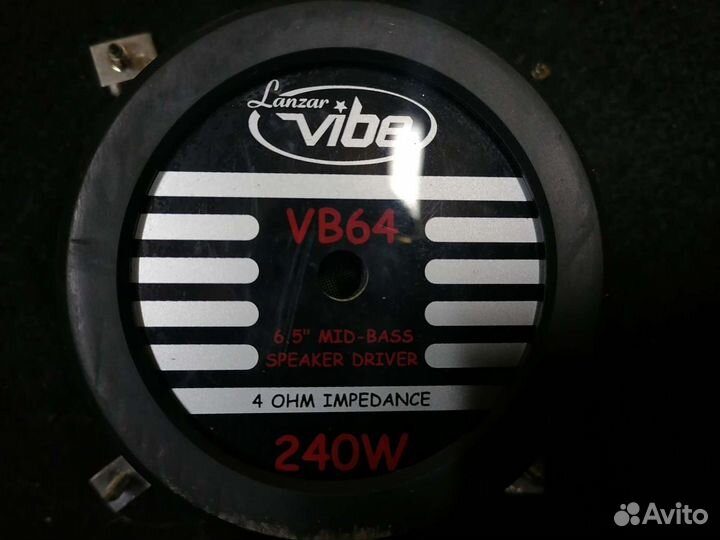 Lanzar
vibe
VB64
6.5" MID-BASS
SPEAKER DRIVER
4 OHM IMPEDANCE
240W
Avito